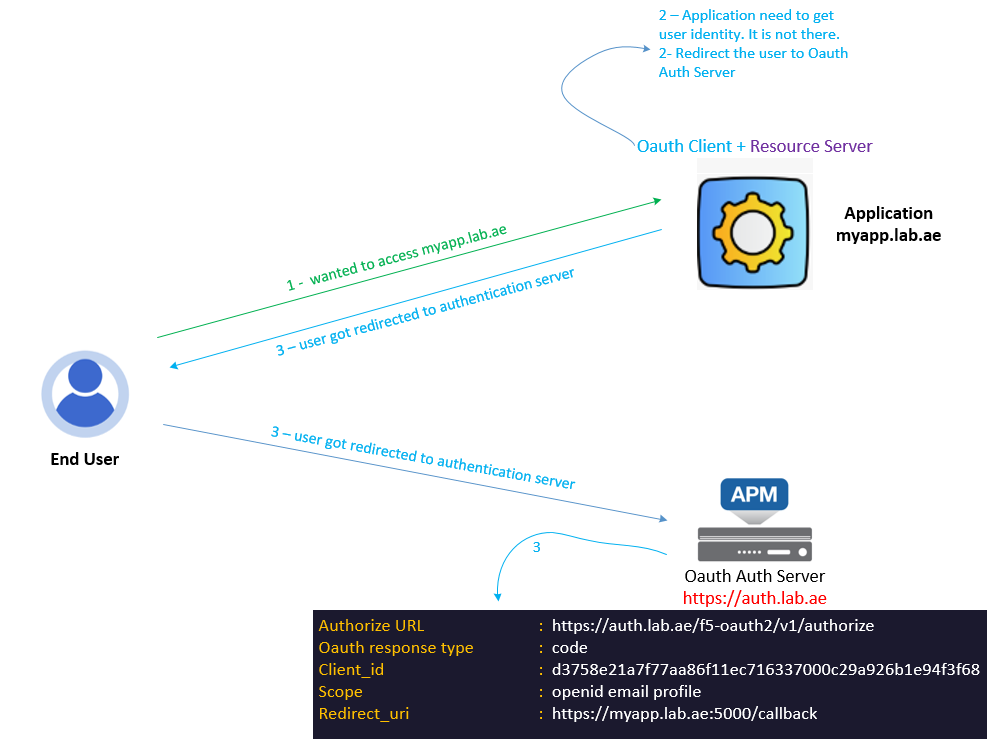 2 – Application need to get
user identity. It is not there.
2- Redirect the user to Oauth
Auth Server
Oauth Client + Resource Server
Application
myapp.lab.ae
1 -  wanted to access myapp.lab.ae
3 – user got redirected to authentication server
End User
3 – user got redirected to authentication server
APM
3
Oauth Auth Server
https://auth.lab.ae
Authorize URL : https://auth.lab.ae/f5-oauth2/v1/authorize
Oauth response type : code
Client_id : d3758e21a7f77aa86f11ec716337000c29a926b1e94f3f68
Scope : openid email profile
Redirect_uri : https://myapp.lab.ae:5000/callback